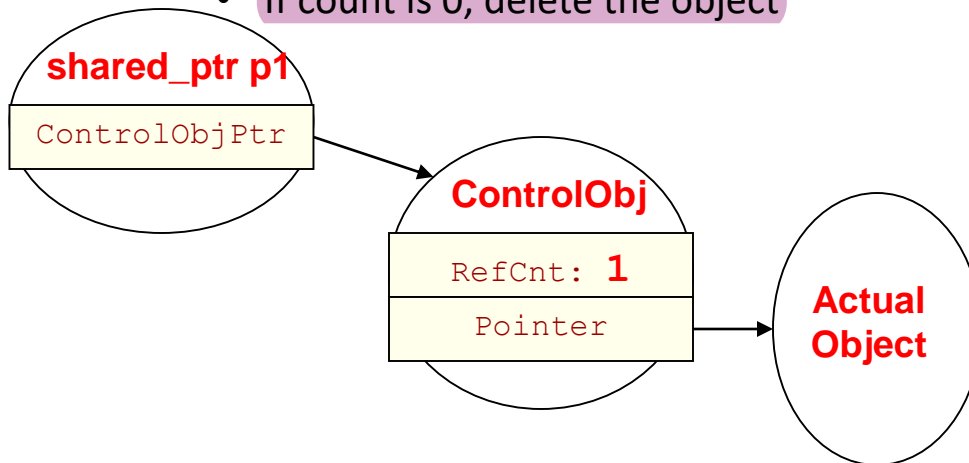 • If count is 0, delete the object
shared_ptr p1
ControlObjPtr
ControlObj
RefCnt: 1
Pointer
Actual
Object